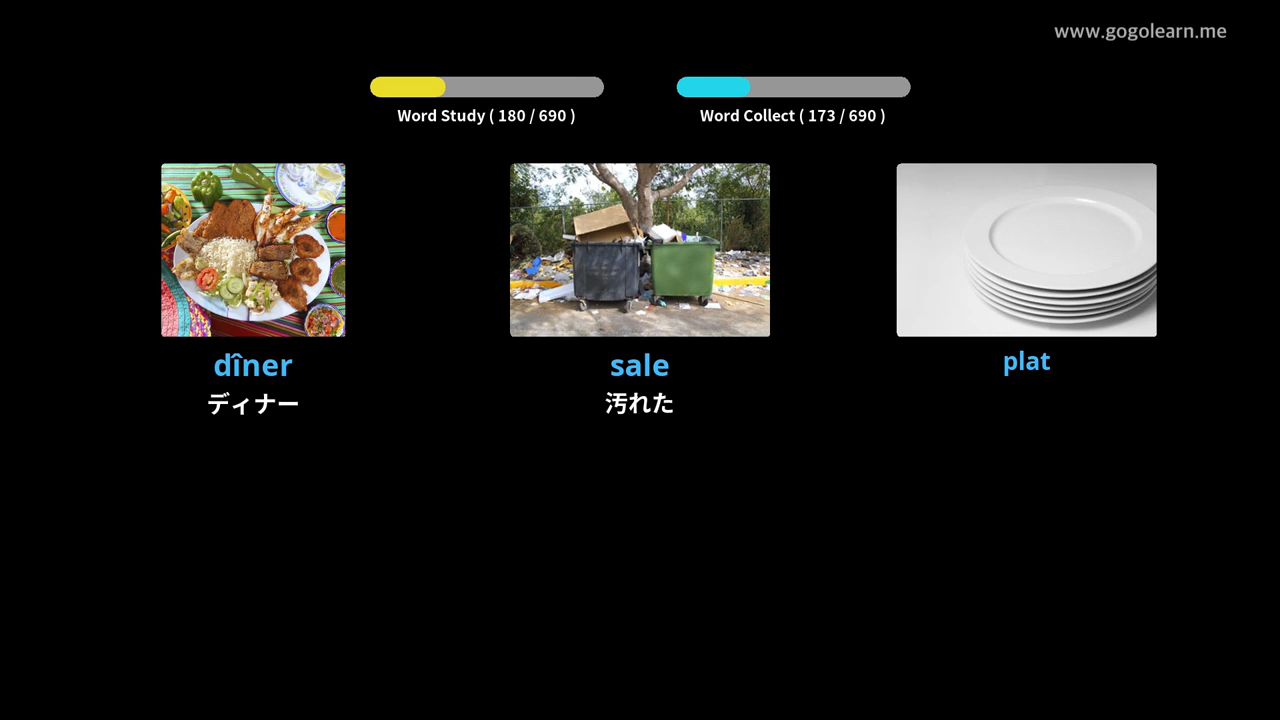 www.gogolearn.me
Word Study ( 180 / 690 )
Word Collect ( 173 / 690 )
dîner
ディナー
sale
汚れた
plat